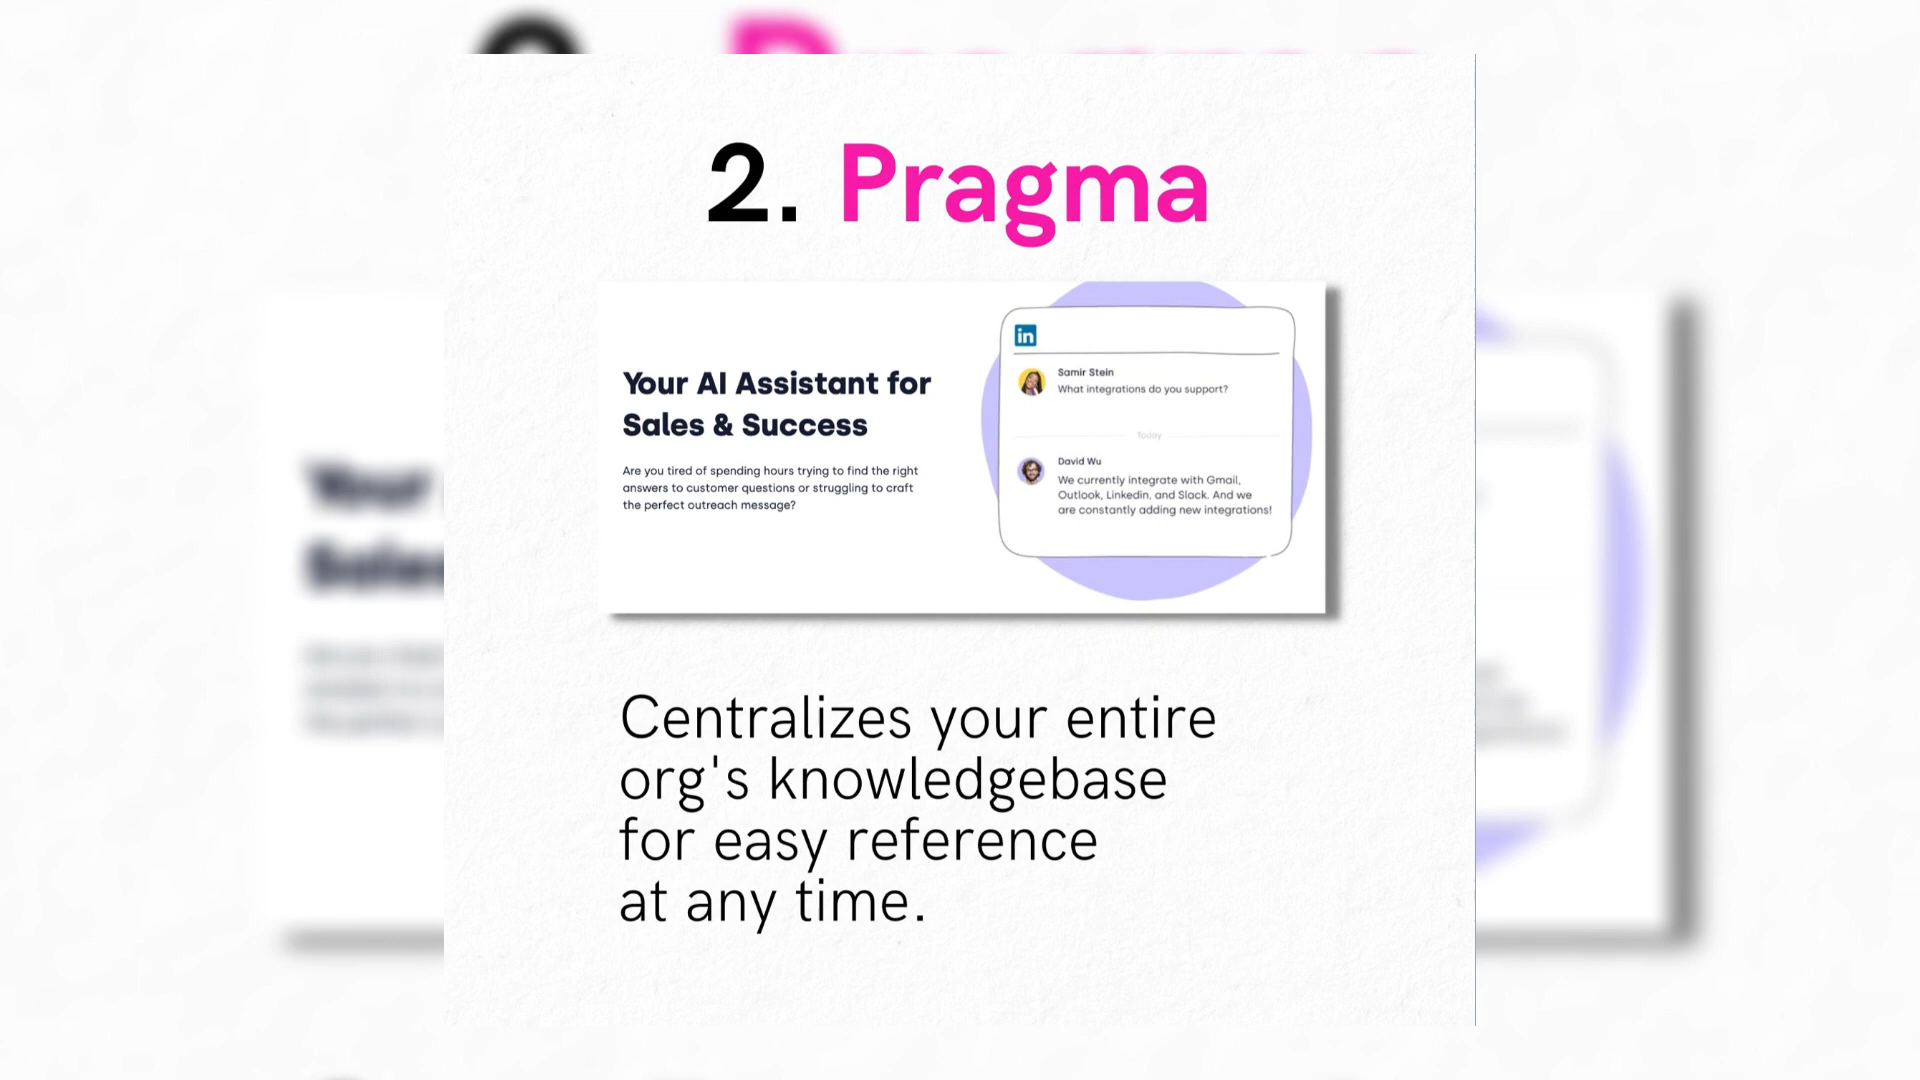 2. Pragma
Your AI Assistant for
Sales & Success
Are you tired of spending hours trying to find the right
answers to customer questions or struggling to craft
the perfect outreach message?
in
Samir Stein
What integrations do you support?
Today
David Wu
We currently integrate with Gmail,
Outlook, Linkedin, and Slack. And we
are constantly adding new integrations!
Centralizes your entire
org's knowledgebase
for easy reference
at any time.